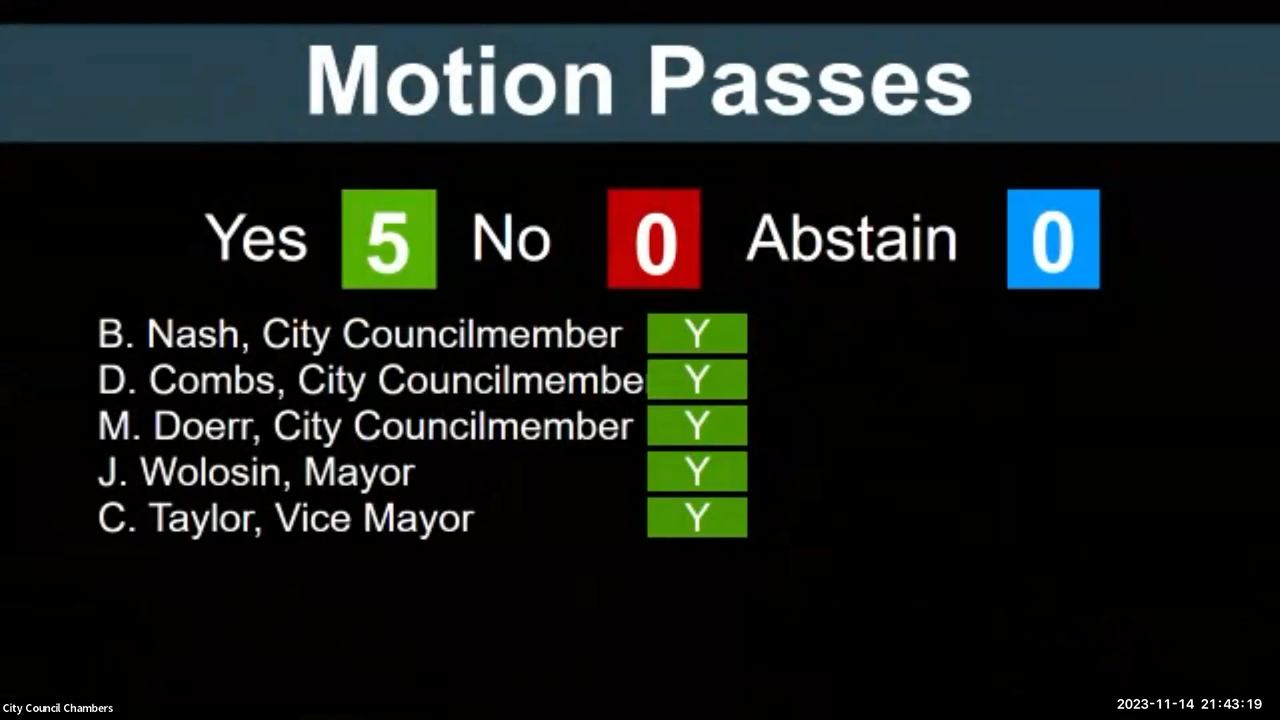 Motion Passes
Yes 5 No 0 Abstain 0
B. Nash, City Councilmember Y
D. Combs, City Councilmembe Y
M. Doerr, City Councilmember Y
J. Wolosin, Mayor Y
C. Taylor, Vice Mayor Y
City Council Chambers
2023-11-14 21:43:19